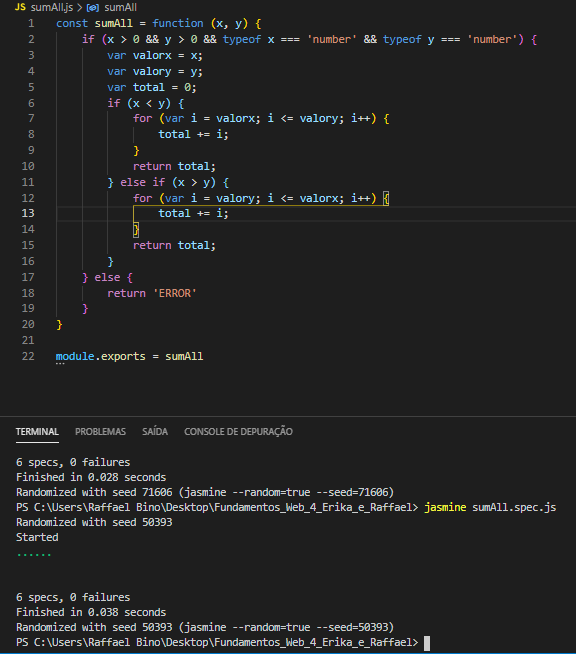 JS sumAll.js > sumAll
1 const sumAll = function (x, y) {
2 if (x > 0 && y > 0 && typeof x === 'number' && typeof y === 'number') {
3 var valorx = x;
4 var valory = y;
5 var total = 0;
6 if (x < y) {
7 for (var i = valorx; i <= valory; i++) {
8 total += i;
9 }
10 return total;
11 } else if (x > y) {
12 for (var i = valory; i <= valorx; i++) {
13 total += i;
14 }
15 return total;
16 }
17 } else {
18 return 'ERROR'
19 }
20 }
21
22 module.exports = sumAll
TERMINAL PROBLEMAS SAÍDA CONSOLE DE DEPURAÇÃO
6 specs, 0 failures
Finished in 0.028 seconds
Randomized with seed 71606 (jasmine --random=true --seed=71606)
PS C:\Users\Raffael Bino\Desktop\Fundamentos_Web_4_Erika_e_Raffael> jasmine sumAll.spec.js
Randomized with seed 50393
Started
......
6 specs, 0 failures
Finished in 0.038 seconds
Randomized with seed 50393 (jasmine --random=true --seed=50393)
PS C:\Users\Raffael Bino\Desktop\Fundamentos_Web_4_Erika_e_Raffael>